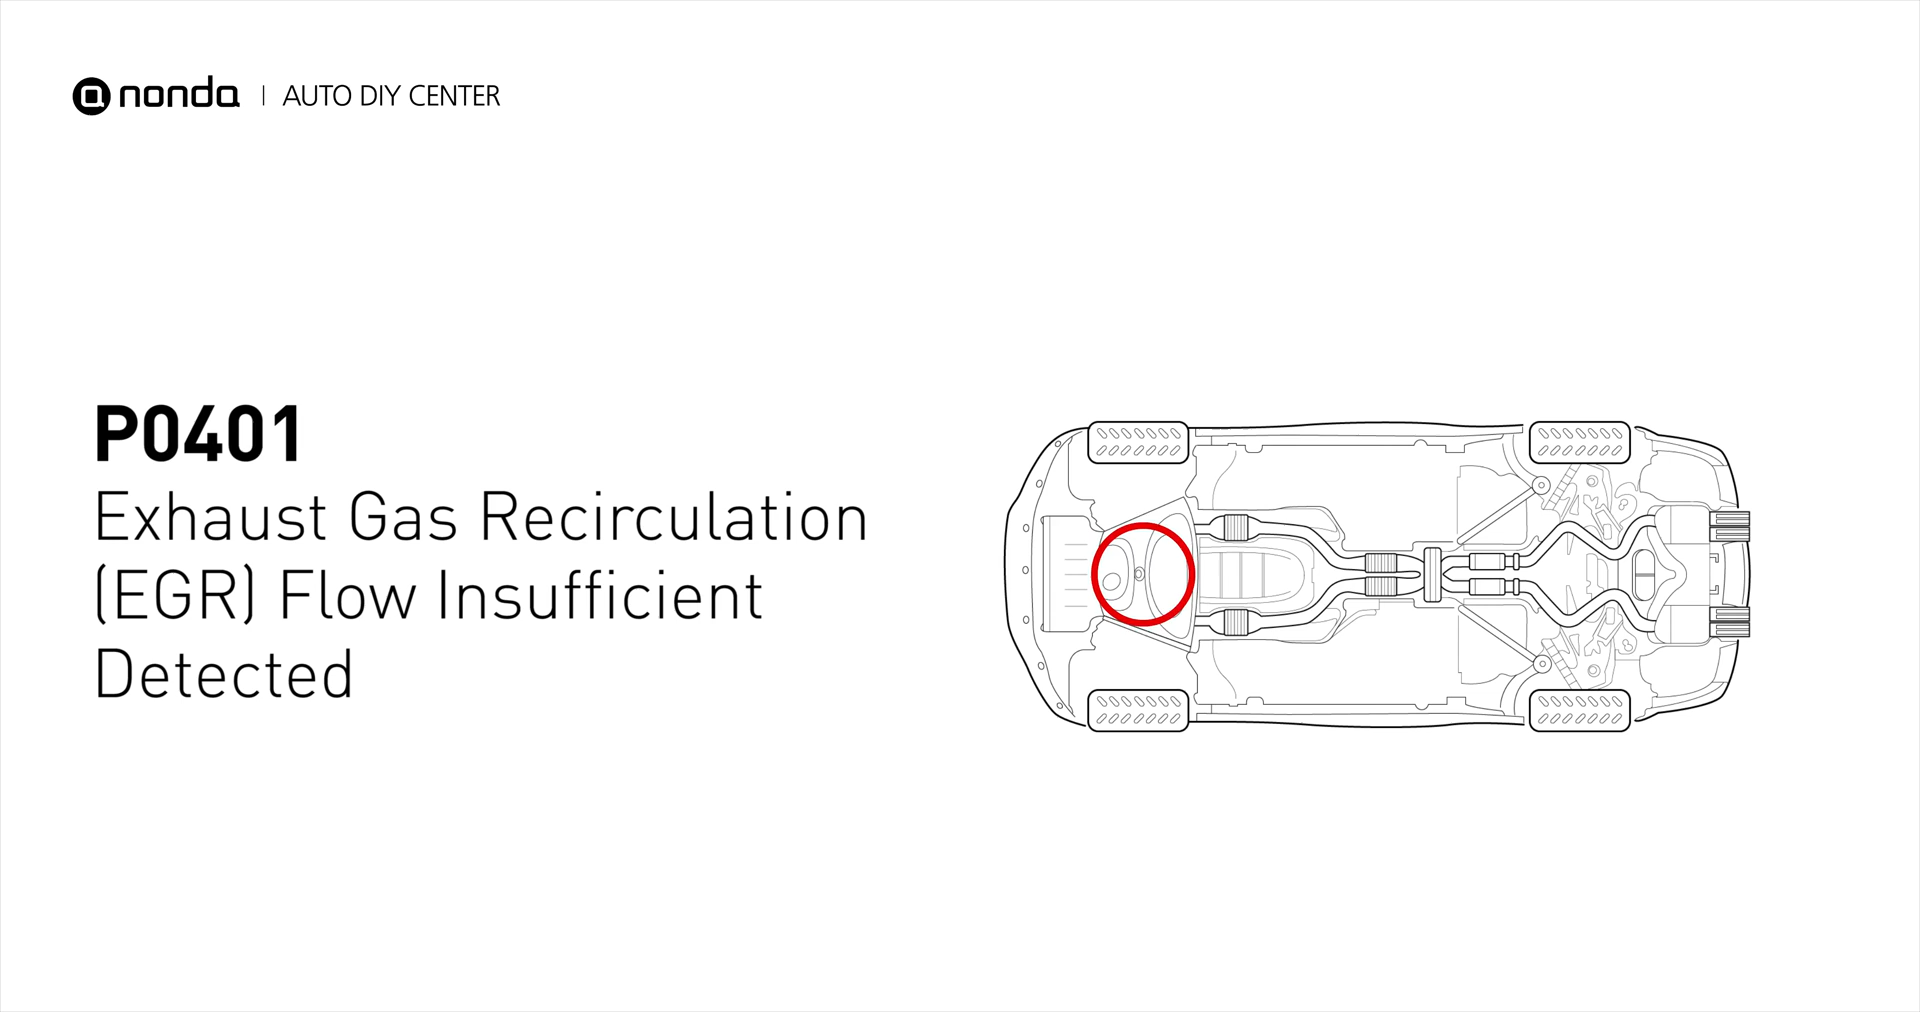 nonda | AUTO DIY CENTER
P0401
Exhaust Gas Recirculation
(EGR) Flow Insufficient
Detected